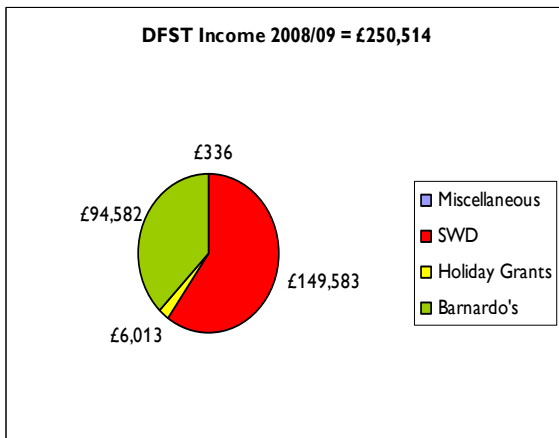 DFST Income 2008/09 = £250,514
£336
£94,582
£149,583
£6,013
Miscellaneous
SWD
Holiday Grants
Barnardo's